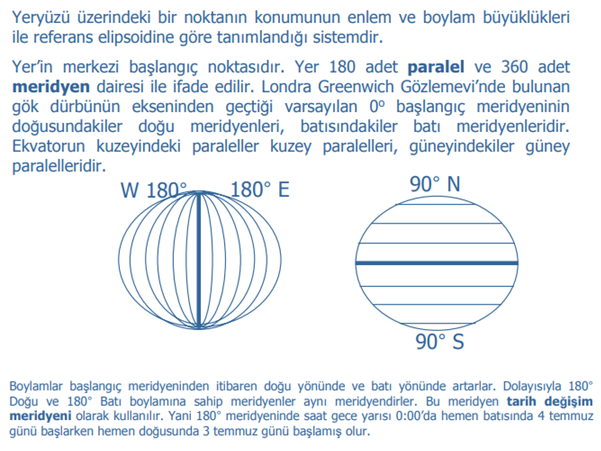 Yeryüzü üzerindeki bir noktanın konumunun enlem ve boylam büyüklükleri
ile referans elipsoidine göre tanımlandığı sistemdir.
Yer'in merkezi başlangıç noktasıdır. Yer 180 adet paralel ve 360 adet
meridyen dairesi ile ifade edilir. Londra Greenwich Gözlemevi'nde bulunan
gök dürbünün ekseninden geçtiği varsayılan 0º başlangıç meridyeninin
doğusundakiler doğu meridyenleri, batısındakiler batı meridyenleridir.
Ekvatorun kuzeyindeki paraleller kuzey paralelleri, güneyindekiler güney
paralelleridir.
W 180° 180° E
90° N
90° S
Boylamlar başlangıç meridyeninden itibaren doğu yönünde ve batı yönünde artarlar. Dolayısıyla 180°
Doğu ve 180° Batı boylamına sahip meridyenler aynı meridyendirler. Bu meridyen tarih değişim
meridyeni olarak kullanılır. Yani 180° meridyeninde saat gece yarısı 0:00'da hemen batısında 4 temmuz
günü başlarken hemen doğusunda 3 temmuz günü başlamış olur.